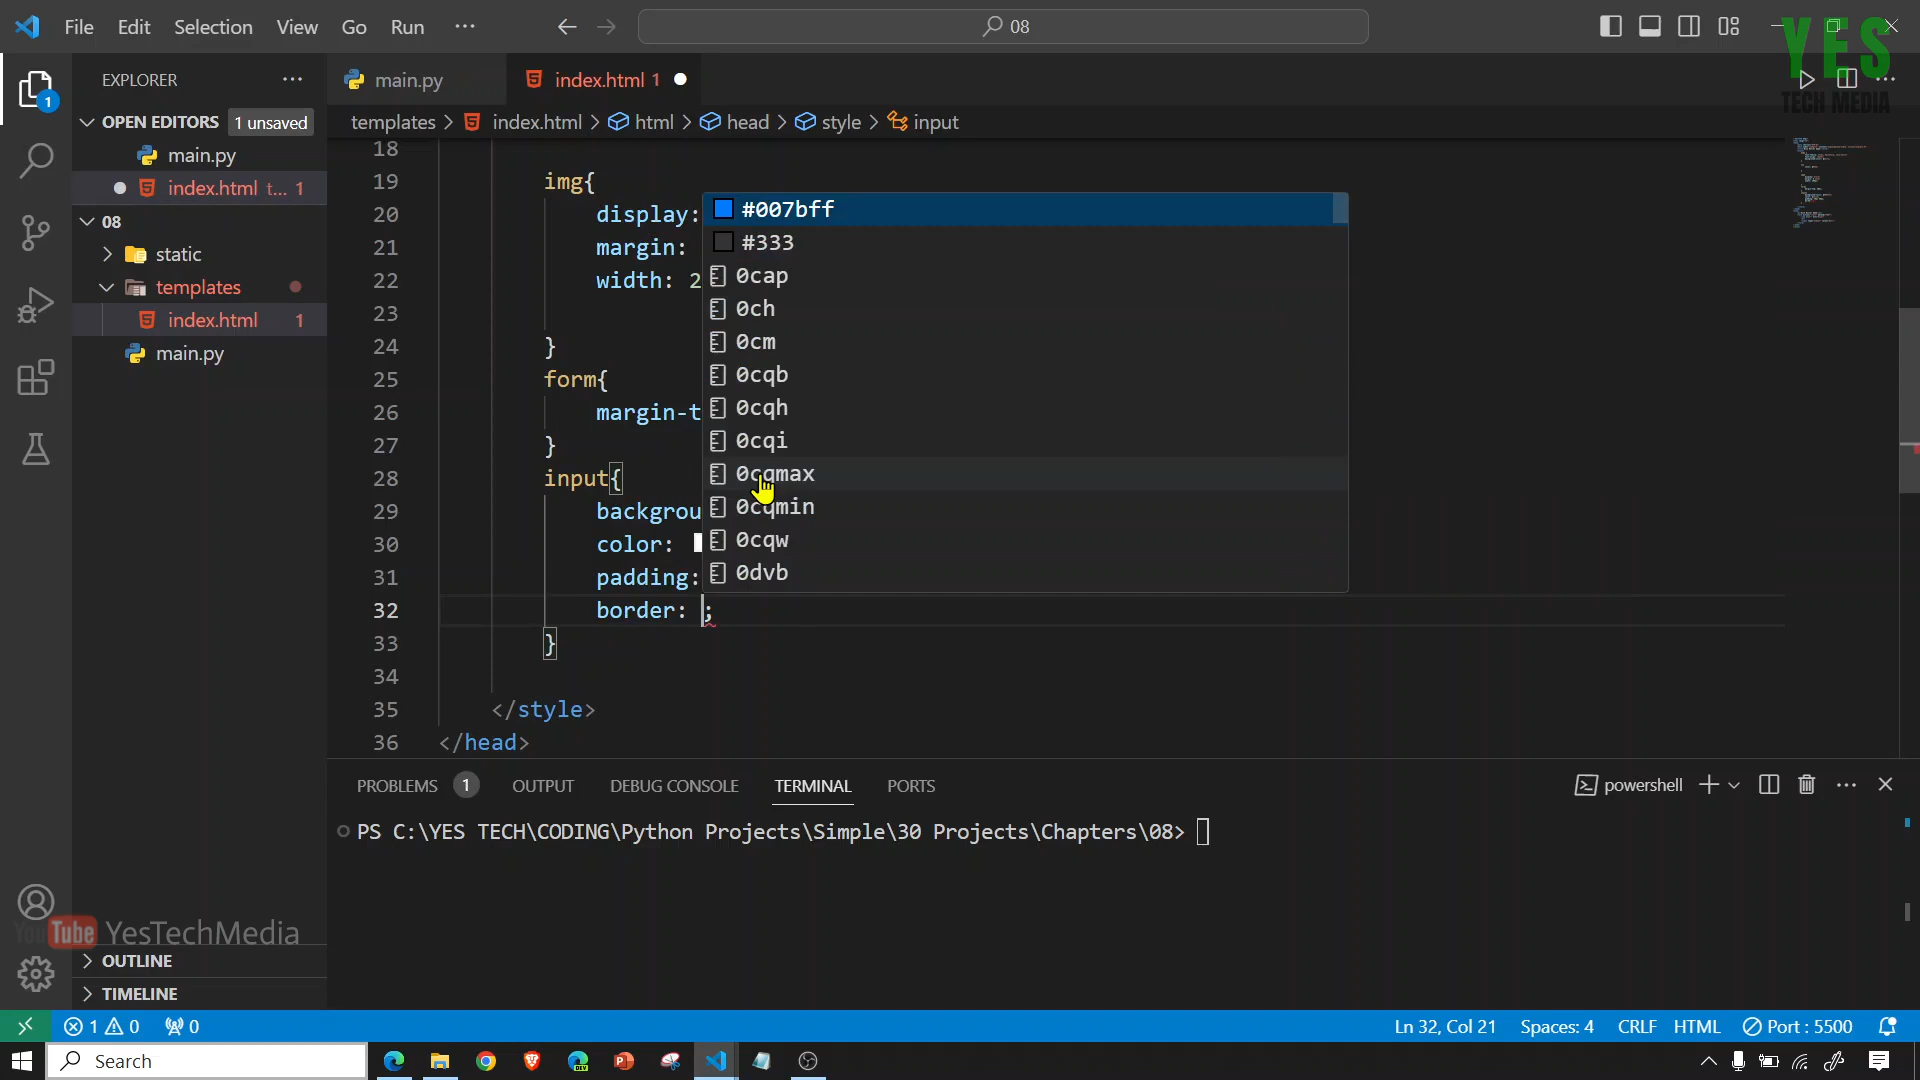 File Edit Selection View Go Run ···
08
YES
TECH MEDIA
EXPLORER
main.py
index.html 1
OPEN EDITORS 1 unsaved
templates > index.html > html > head > style > input
main.py
index.html t... 1
08
static
templates
index.html 1
main.py
18
19 img{
20 display:
21 margin:
22 width: 2
23
24 }
25 form{
26 margin-t
27 }
28 input{
29 backgrou
30 color:
31 padding:
32 border: ;
33 }
34
35 </style>
36 </head>
#007bff
#333
0cap
0ch
0cm
0cqb
0cqh
0cqi
0cqmax
0cqmin
0cqw
0dvb
PROBLEMS 1 OUTPUT DEBUG CONSOLE TERMINAL PORTS
powershell
PS C:\YES TECH\CODING\Python Projects\Simple\30 Projects\Chapters\08>
YouTube YesTechMedia
OUTLINE
TIMELINE
1 0 0
Ln 32, Col 21 Spaces: 4 CRLF HTML Port : 5500
Search